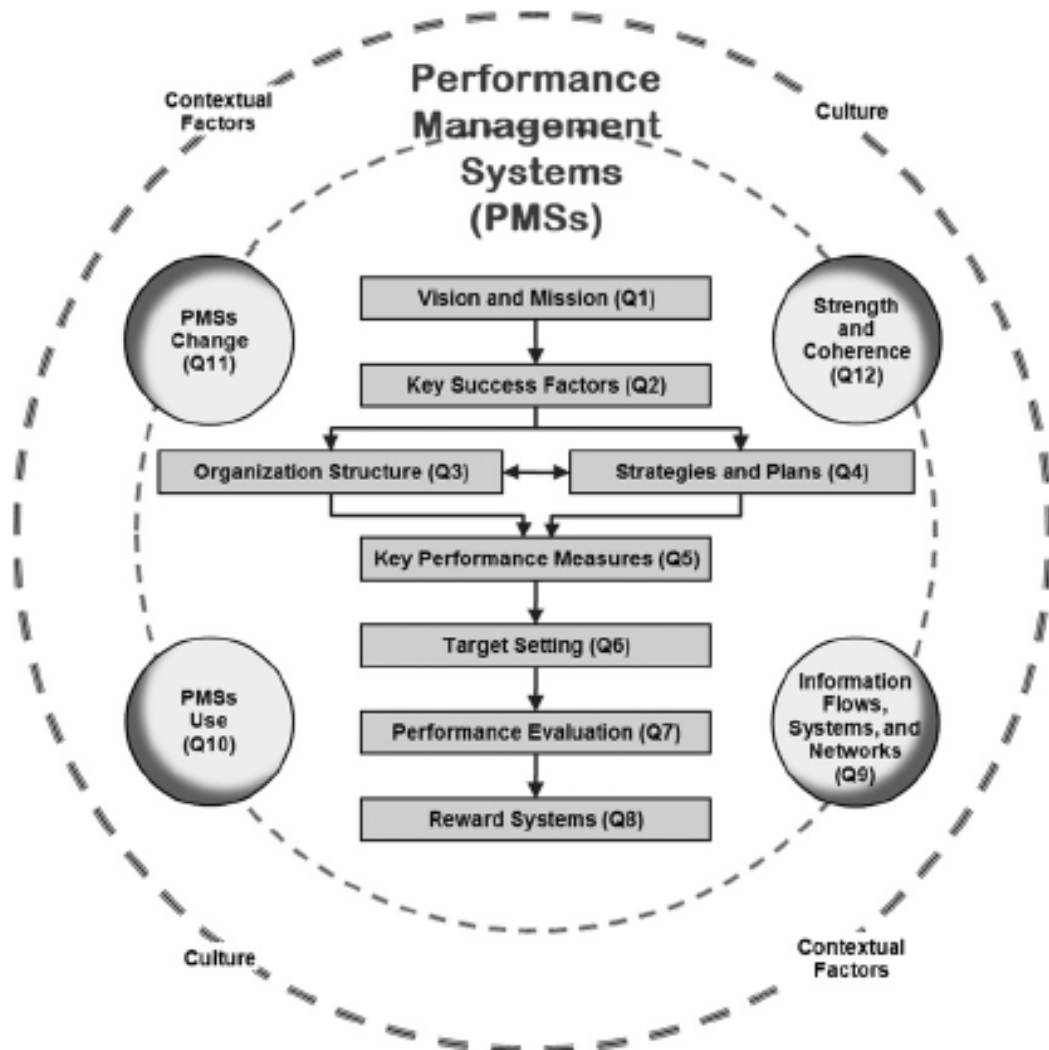 Performance
Management
Systems
(PMSs)
Contextual
Factors
Culture
PMSs
Change
(Q11)
Strength
and
Coherence
(Q12)
Vision and Mission (Q1)
Key Success Factors (Q2)
Organization Structure (Q3)
Strategies and Plans (Q4)
Key Performance Measures (Q5)
Target Setting (Q6)
Performance Evaluation (Q7)
Reward Systems (Q8)
PMSs
Use
(Q10)
Information
Flows,
Systems, and
Networks
(Q9)
Culture
Contextual
Factors